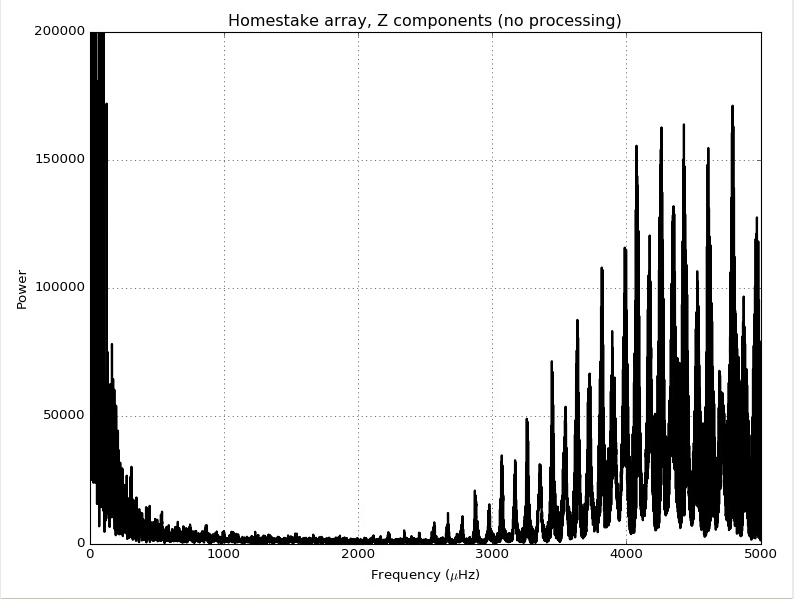 Homestake array, Z components (no processing)
200000
150000
100000
50000
0
Power
0 1000 2000 3000 4000 5000
Frequency (μHz)